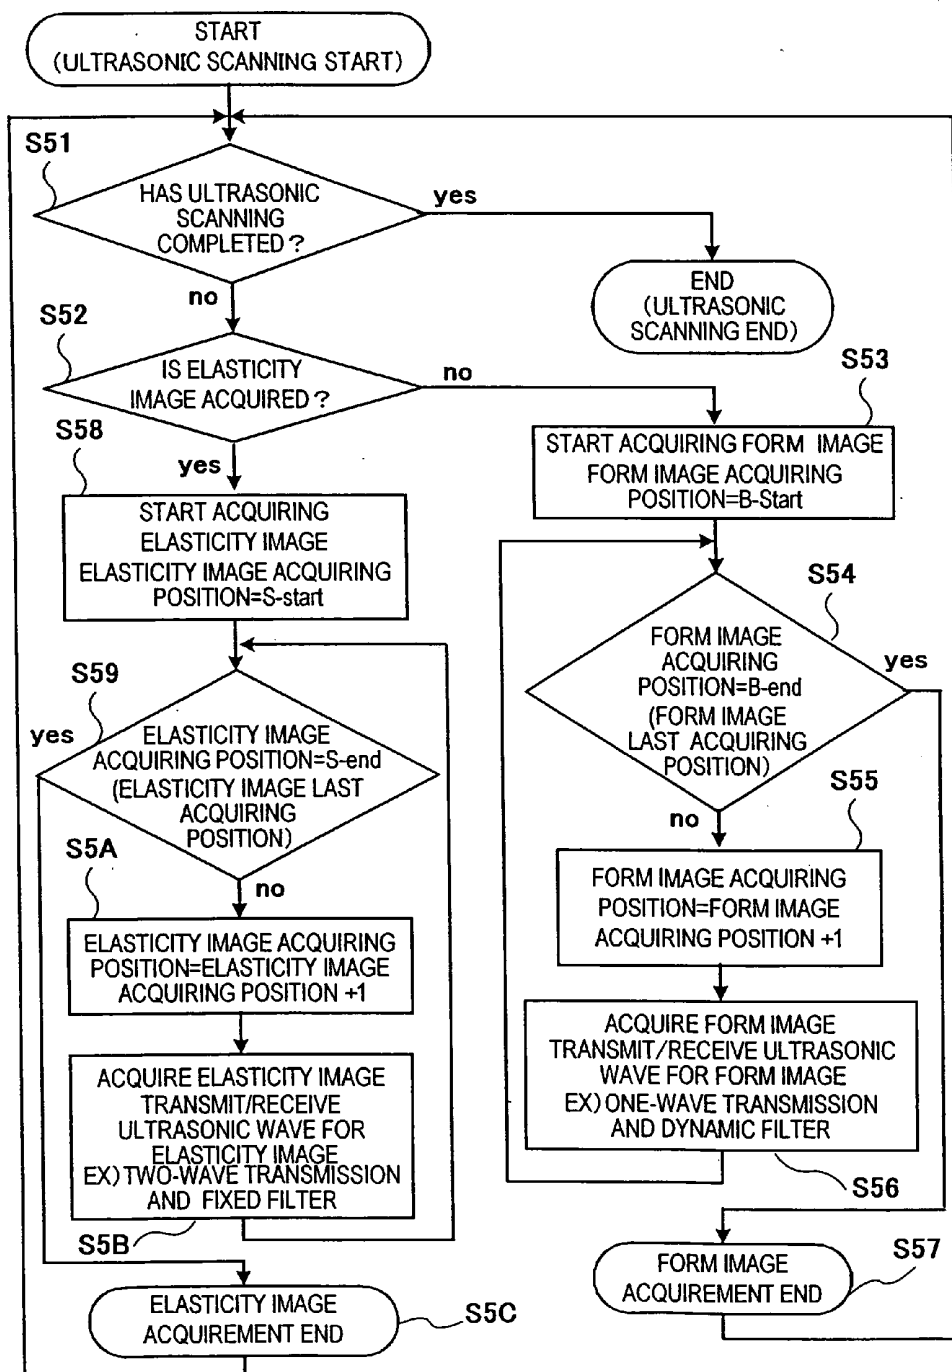 START
(ULTRASONIC SCANNING START)
S51
HAS ULTRASONIC
SCANNING
COMPLETED?
yes
no
END
(ULTRASONIC
SCANNING END)
S52
IS ELASTICITY
IMAGE ACQUIRED?
no
yes
S53
START ACQUIRING FORM IMAGE
FORM IMAGE ACQUIRING
POSITION=B-Start
S58
START ACQUIRING
ELASTICITY IMAGE
ELASTICITY IMAGE ACQUIRING
POSITION=S-start
S54
FORM IMAGE
ACQUIRING
POSITION=B-end
(FORM IMAGE
LAST ACQUIRING
POSITION)
yes
no
S59
yes
ELASTICITY IMAGE
ACQUIRING POSITION=S-end
(ELASTICITY IMAGE LAST
ACQUIRING
POSITION)
no
S55
FORM IMAGE ACQUIRING
POSITION=FORM IMAGE
ACQUIRING POSITION +1
S5A
ELASTICITY IMAGE ACQUIRING
POSITION=ELASTICITY IMAGE
ACQUIRING POSITION +1
ACQUIRE FORM IMAGE
TRANSMIT/RECEIVE ULTRASONIC
WAVE FOR FORM IMAGE
EX) ONE-WAVE TRANSMISSION
AND DYNAMIC FILTER
S56
ACQUIRE ELASTICITY IMAGE
TRANSMIT/RECEIVE
ULTRASONIC WAVE FOR
ELASTICITY IMAGE
EX) TWO-WAVE TRANSMISSION
AND FIXED FILTER
S5B
FORM IMAGE
ACQUIREMENT END
S57
ELASTICITY IMAGE
ACQUIREMENT END
S5C